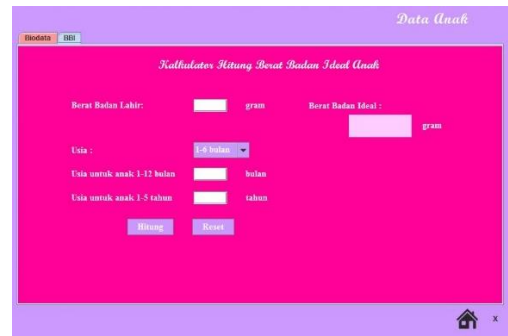 Data Anak
Biodata BBI
Kalkulator Hitung Berat Badan Ideal Anak
Berat Badan Lahir: gram Berat Badan Ideal :
gram
Usia : 1-6 bulan
Usia untuk anak 1-12 bulan bulan
Usia untuk anak 1-5 tahun tahun
Hitung Reset
X